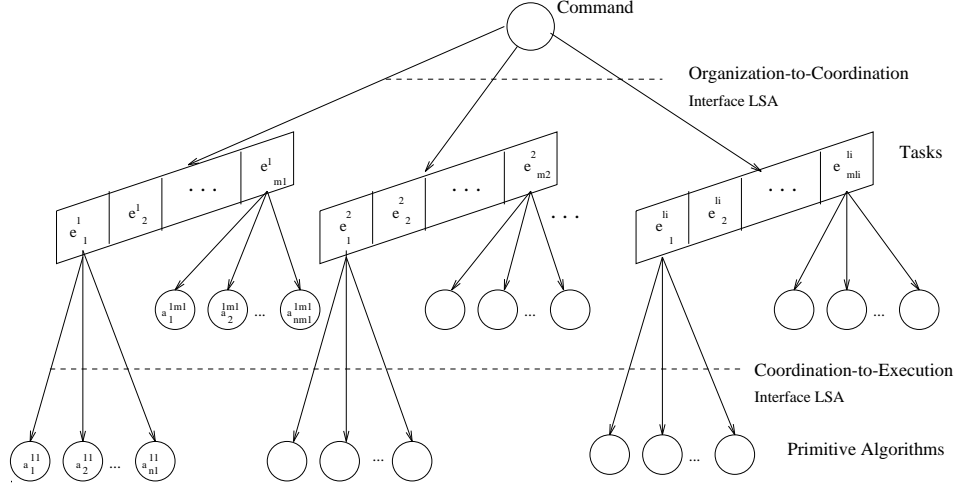 Command
Organization-to-Coordination
Interface LSA
Tasks
e^1_1 e^1_2 . . . e^1_m1
e^2_1 e^2_2 . . . e^2_m2
. . .
e^li_1 e^li_2 . . . e^li_mli
a^1m1_1 a^1m1_2 ... a^1m1_nm1
...
...
Coordination-to-Execution
Interface LSA
Primitive Algorithms
a^11_1 a^11_2 ... a^11_n1
...
...